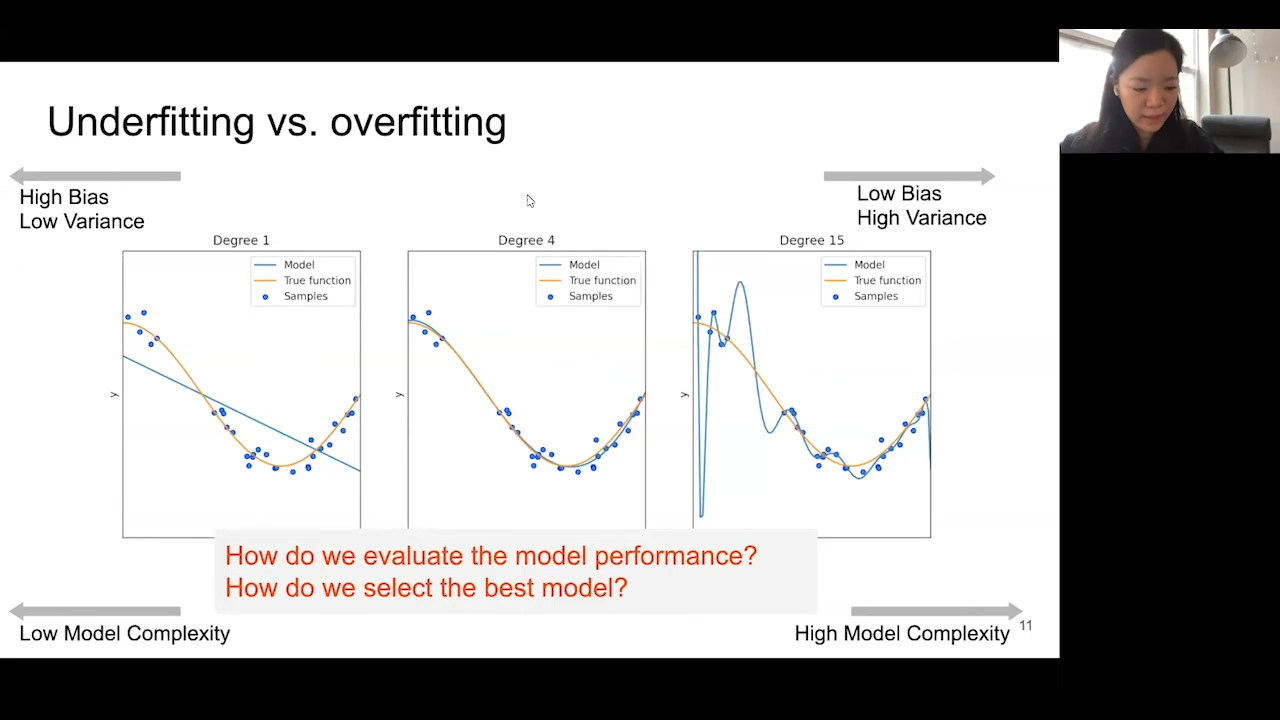 Underfitting vs. overfitting
High Bias
Low Variance
Low Bias
High Variance
Degree 1
Model
True function
Samples
y
Degree 4
Model
True function
Samples
y
Degree 15
Model
True function
Samples
y
How do we evaluate the model performance?
How do we select the best model?
Low Model Complexity
High Model Complexity
11